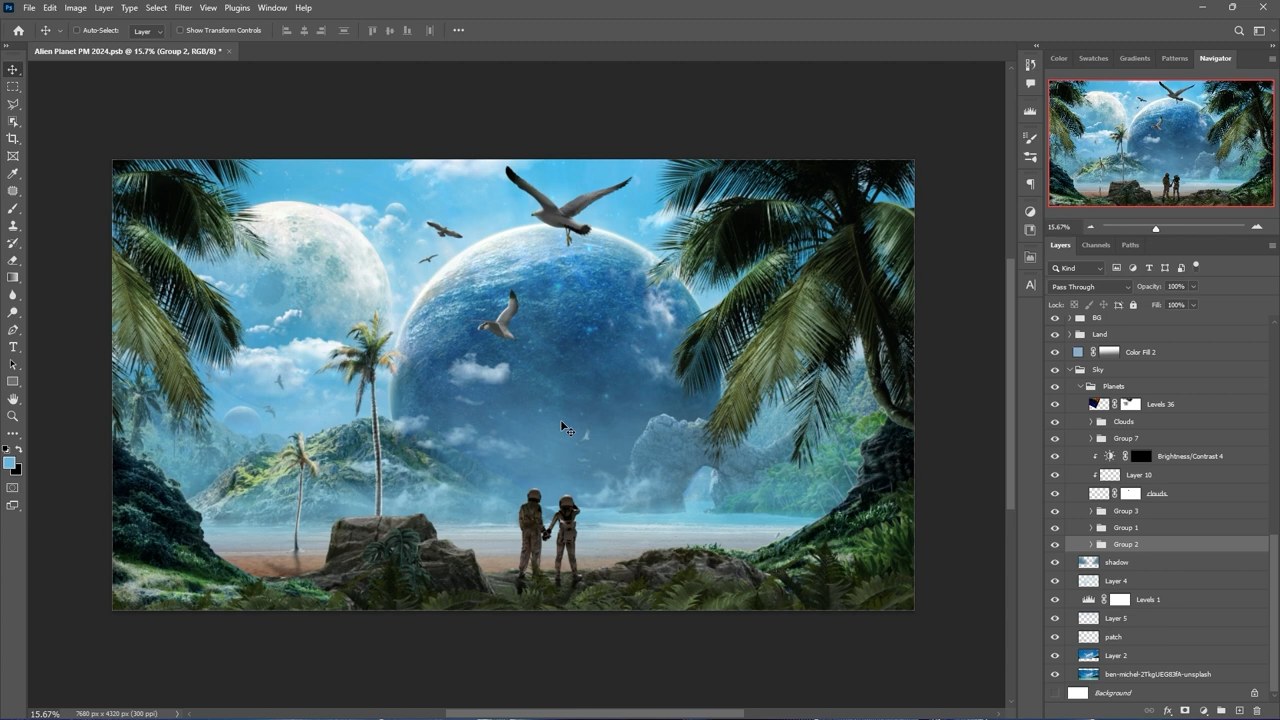 Ps File Edit Image Layer Type Select Filter View Plugins Window Help
Auto-Select: Layer Show Transform Controls
Alien Planet PM 2024.psb @ 15.7% (Group 2, RGB/8) *
Color Swatches Gradients Patterns Navigator
15.67%
Layers Channels Paths
Kind
Pass Through Opacity: 100%
Lock: Fill: 100%
BG
Land
Color Fill 2
Sky
Planets
Levels 36
Clouds
Group 7
Brightness/Contrast 4
Layer 10
clouds
Group 3
Group 1
Group 2
shadow
Layer 4
Levels 1
Layer 5
patch
Layer 2
ben-michel-2TkgUEG83fA-unsplash
Background
15.67% 7680 px x 4320 px (300 ppi)